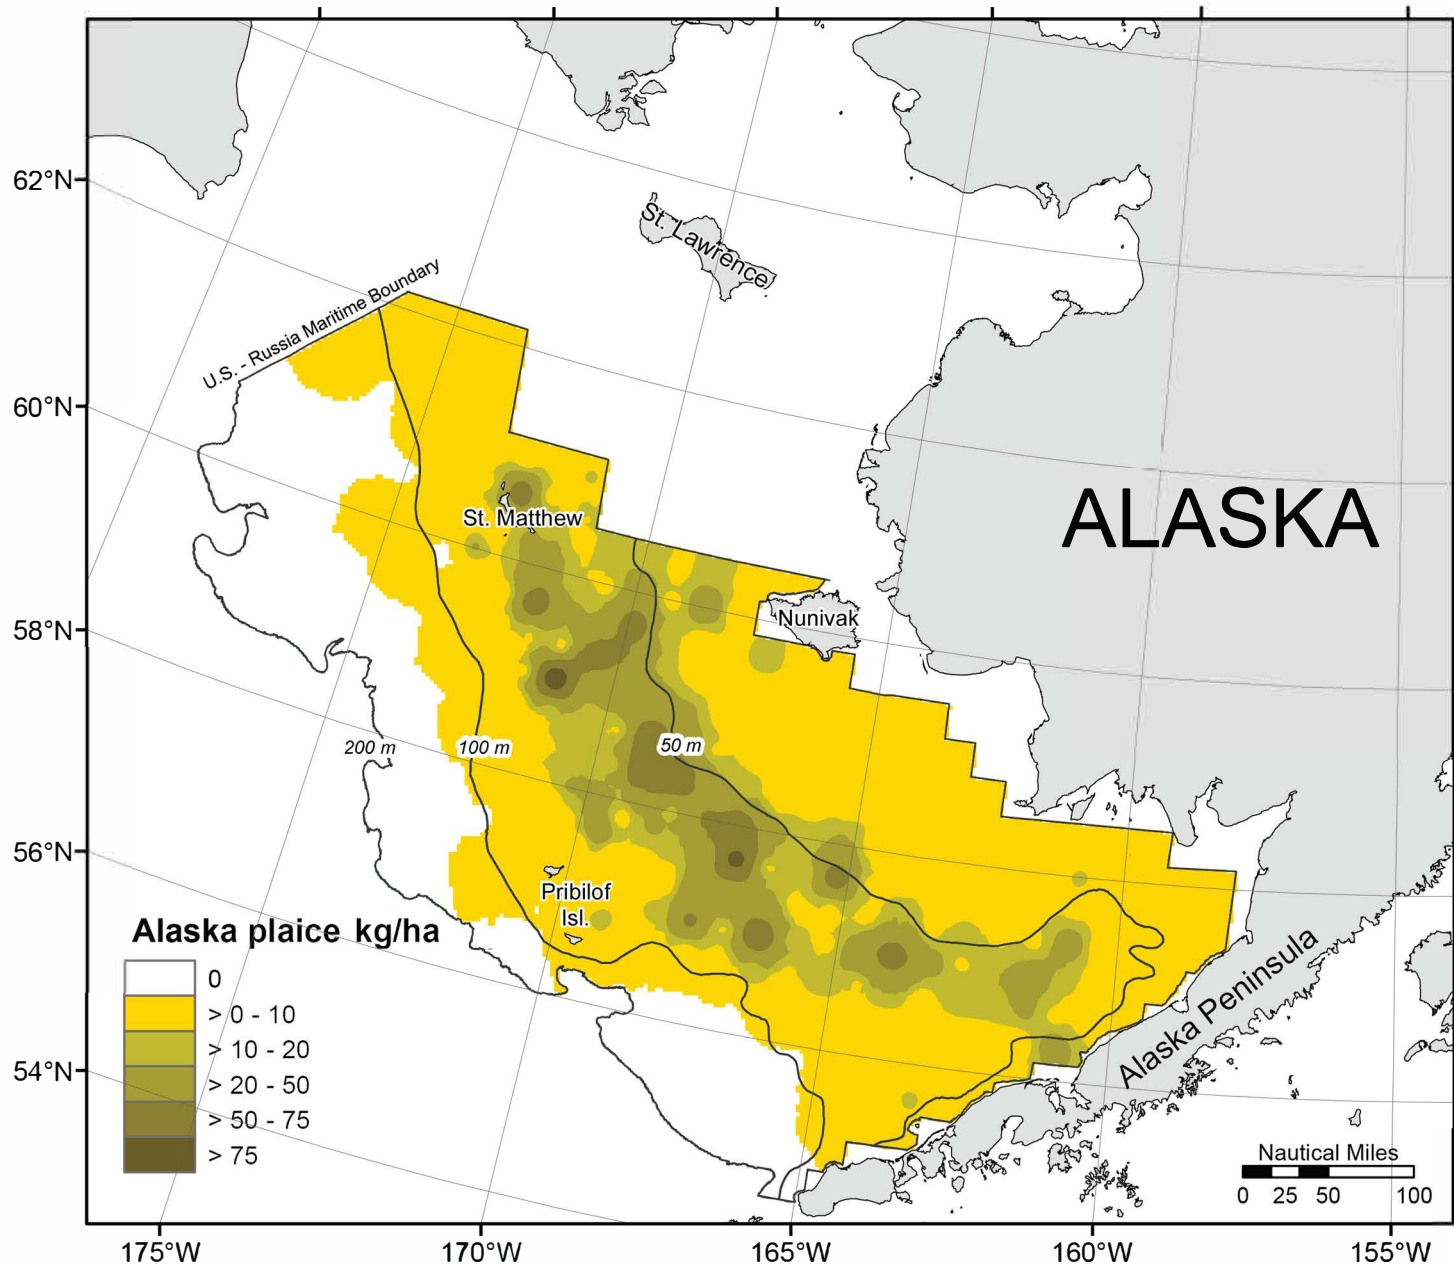 62°N
60°N
58°N
56°N
54°N
St. Lawrence
U.S. - Russia Maritime Boundary
ALASKA
St. Matthew
Nunivak
200 m
100 m
50 m
Pribilof
Isl.
Alaska Peninsula
Alaska plaice kg/ha
0
> 0 - 10
> 10 - 20
> 20 - 50
> 50 - 75
> 75
Nautical Miles
0 25 50 100
175°W 170°W 165°W 160°W 155°W